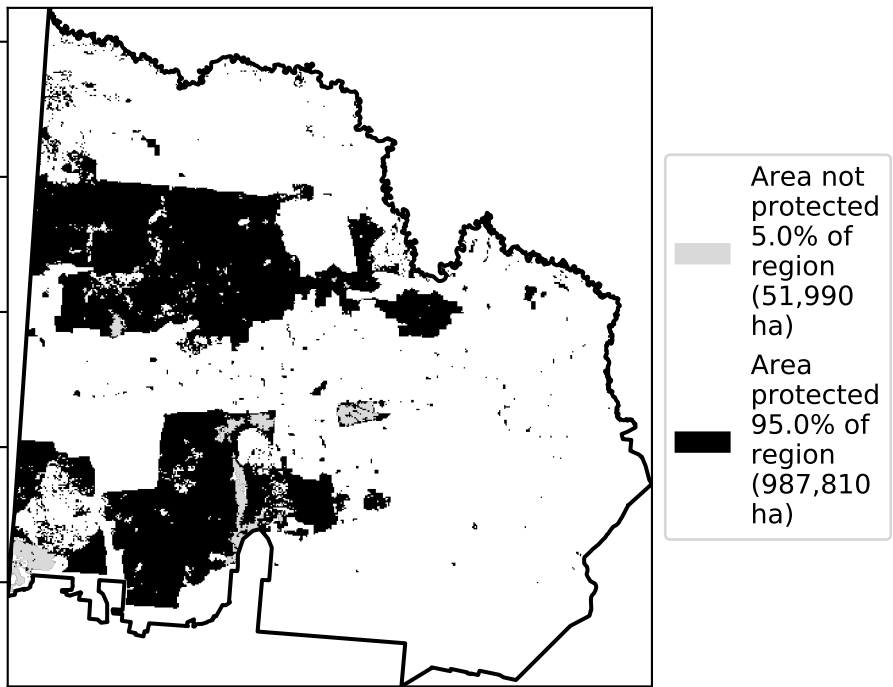 Area not
protected
5.0% of
region
(51,990
ha)
Area
protected
95.0% of
region
(987,810
ha)